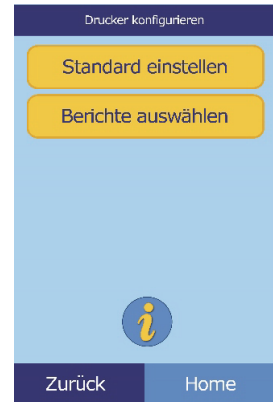 Drucker konfigurieren
Standard einstellen
Berichte auswählen
i
Zurück
Home